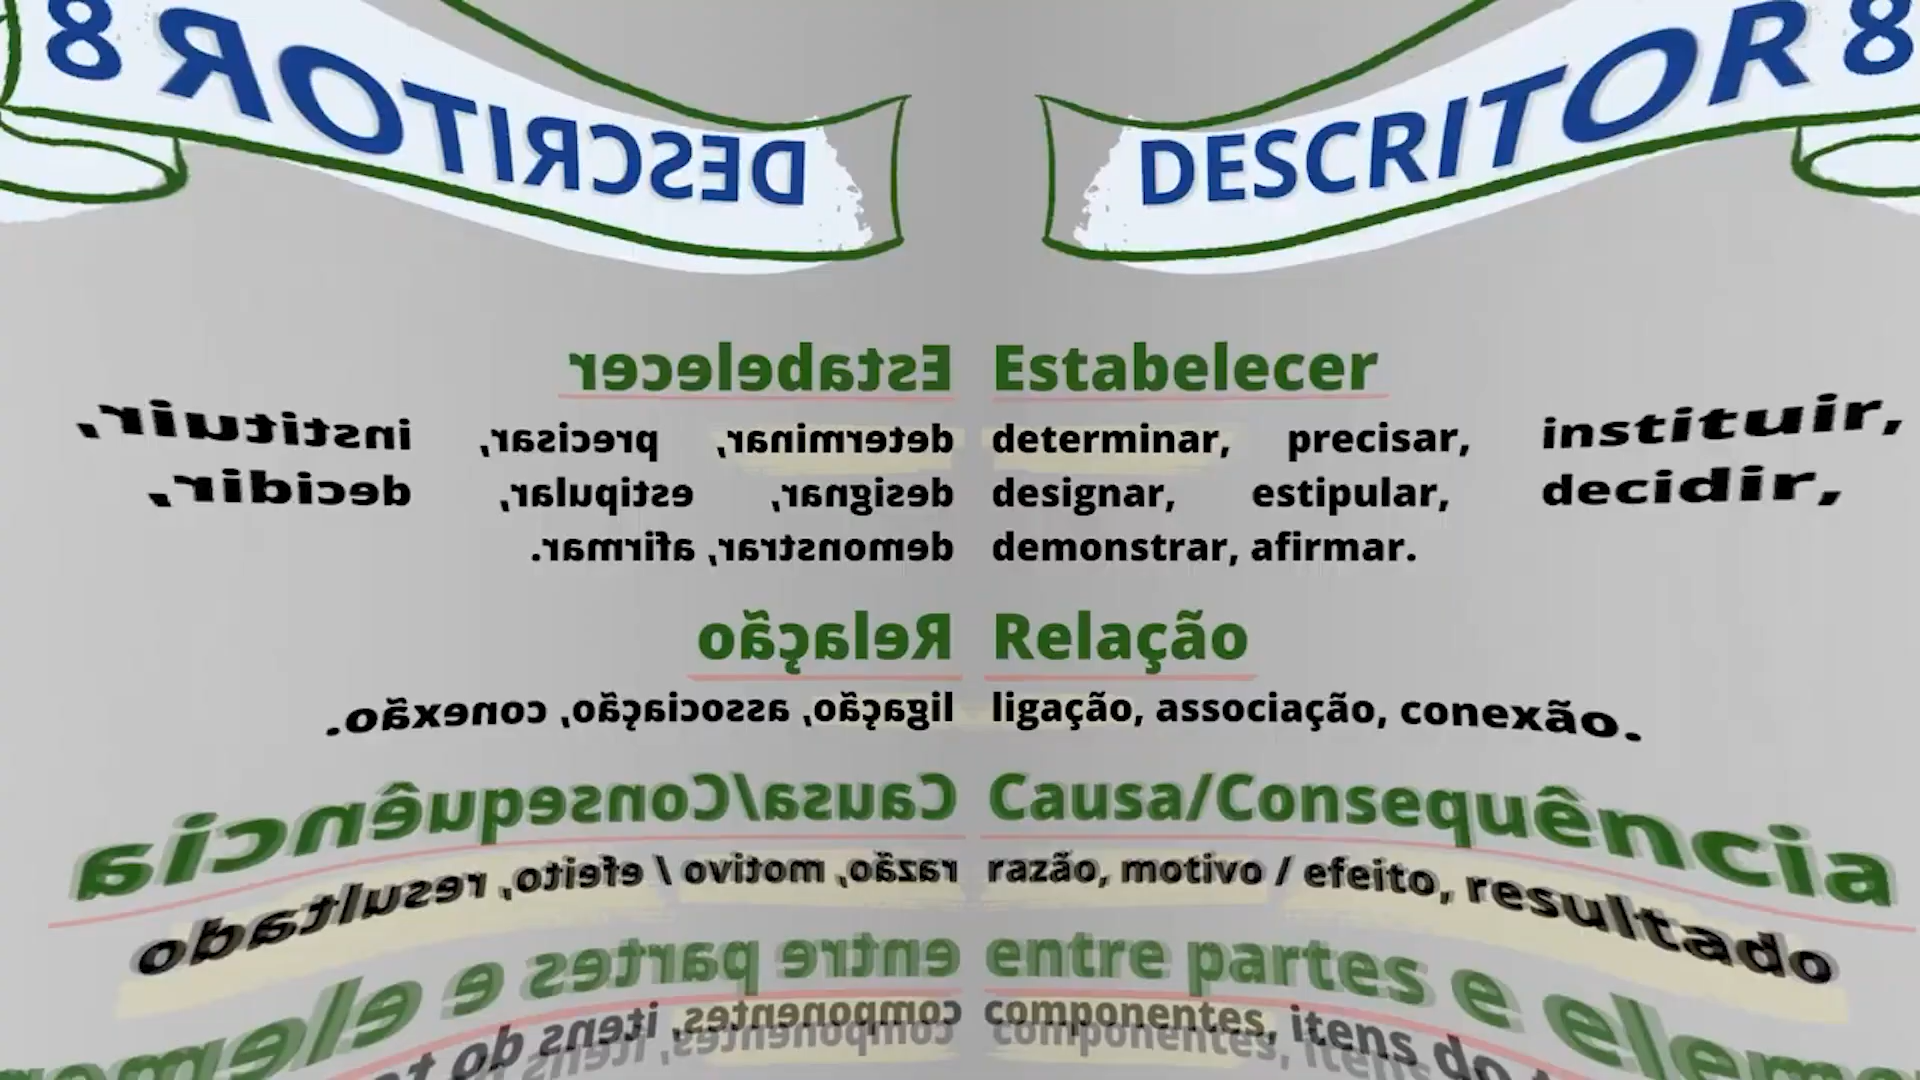 DESCRITOR 8
Estabelecer
determinar, precisar, instituir,
designar, estipular, decidir,
demonstrar, afirmar.
Relação
ligação, associação, conexão.
Causa/Consequência
razão, motivo / efeito, resultado
entre partes e
componentes, itens do